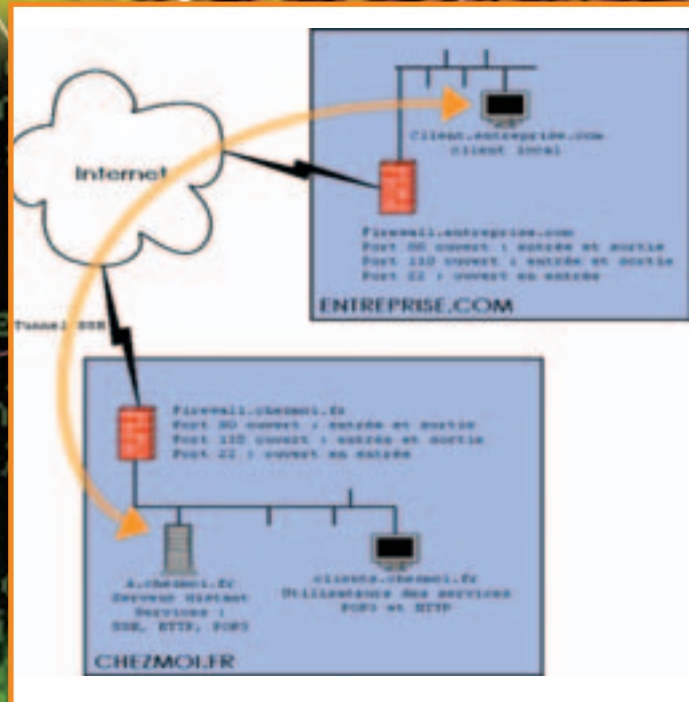 Client.entreprise.com
client local
Internet
Firewall.entreprise.com
Port 80 ouvert : entrée et sortie
Port 110 ouvert : entrée et sortie
Port 22 : ouvert en entrée
ENTREPRISE.COM
Tunnel SSH
Firewall.chezmoi.fr
Port 80 ouvert : entrée et sortie
Port 110 ouvert : entrée et sortie
Port 22 : ouvert en entrée
A.chezmoi.fr
Serveur distant
Services :
SSH, HTTP, POP3
clients.chezmoi.fr
Utilisateurs des services
POP3 et HTTP
CHEZMOI.FR